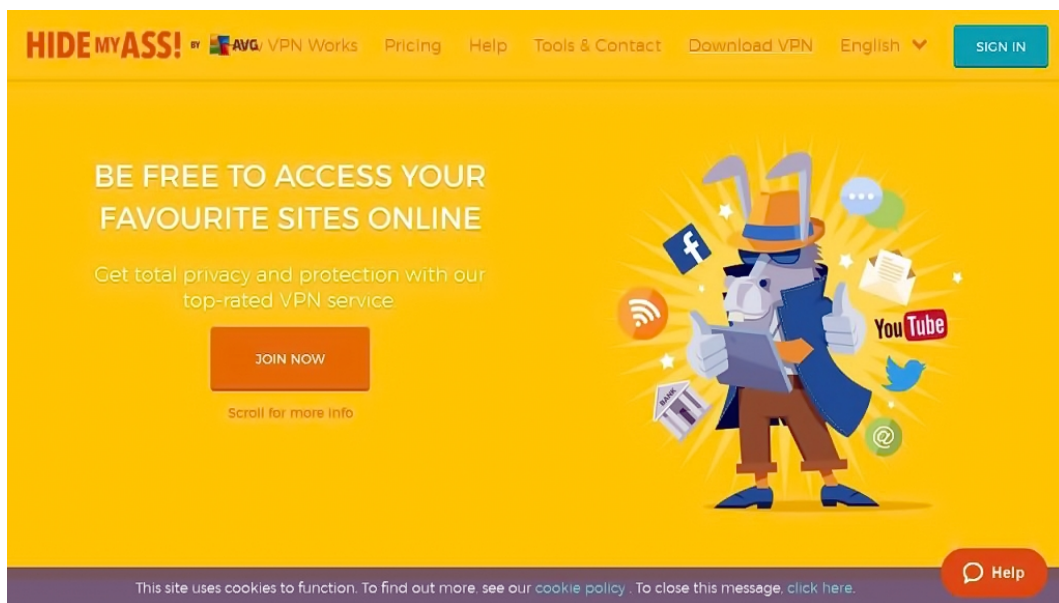 HIDE MY ASS! BY AVG VPN Works Pricing Help Tools & Contact Download VPN English SIGN IN
BE FREE TO ACCESS YOUR
FAVOURITE SITES ONLINE
Get total privacy and protection with our
top-rated VPN service
JOIN NOW
Scroll for more info
f
You Tube
BANK
@
Help
This site uses cookies to function. To find out more, see our cookie policy . To close this message, click here.